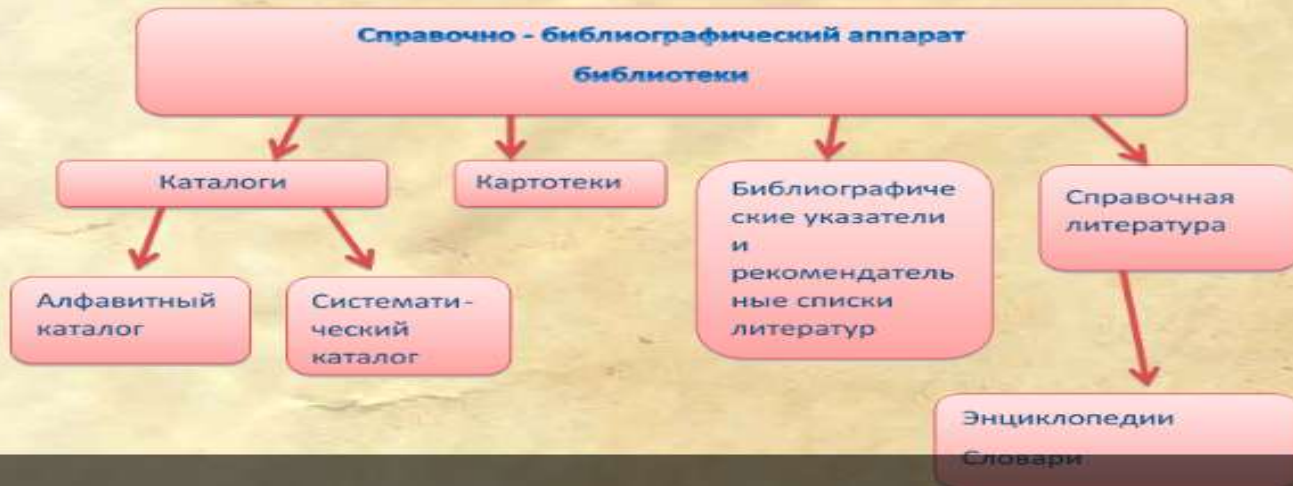 Справочно - библиографический аппарат
библиотеки
Каталоги
Картотеки
Библиографиче
ские указатели
и
рекомендатель
ные списки
литератур
Справочная
литература
Алфавитный
каталог
Системати-
ческий
каталог
Энциклопедии
Словари